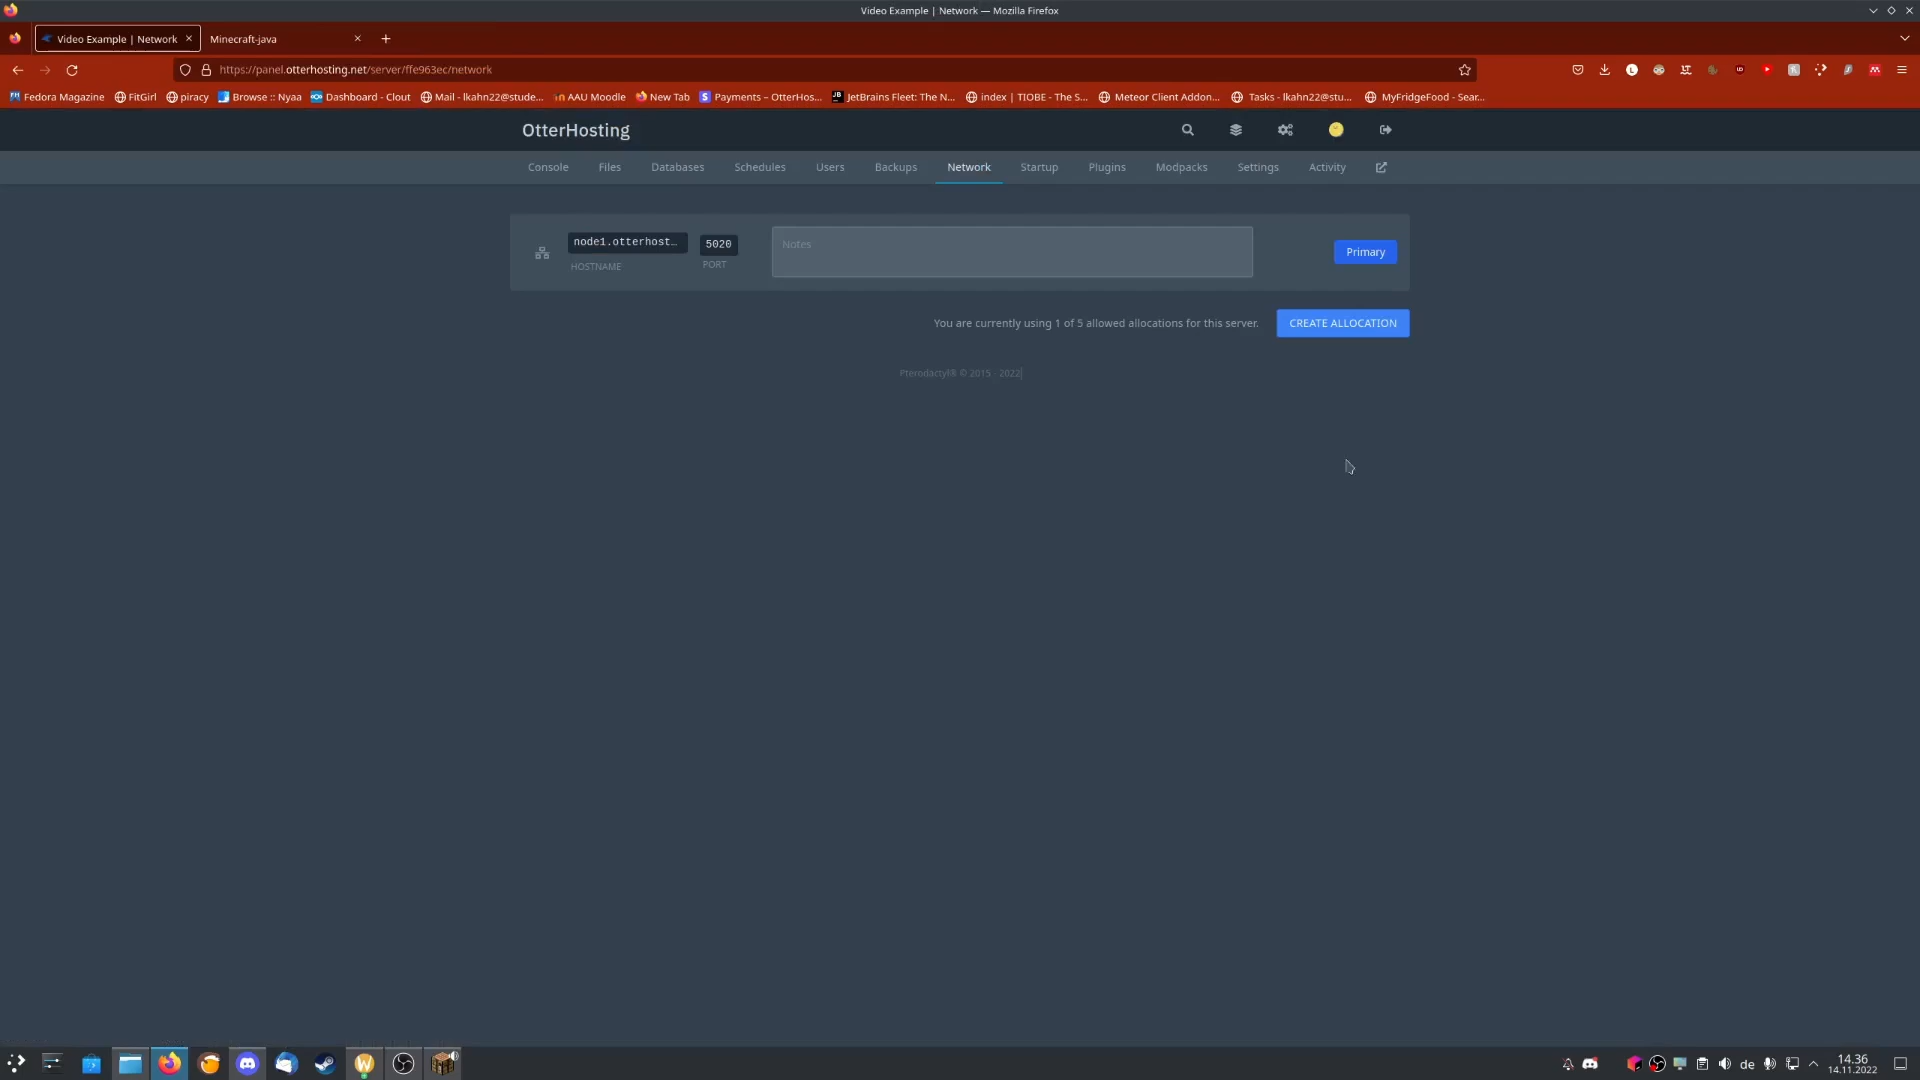 Video Example | Network — Mozilla Firefox
Video Example | Network
Minecraft-java
https://panel.otterhosting.net/server/ffe963ec/network
Fedora Magazine
FitGirl
piracy
Browse :: Nyaa
Dashboard - Clout
Mail - lkahn22@stude...
AAU Moodle
New Tab
Payments – OtterHos...
JetBrains Fleet: The N...
index | TIOBE - The S...
Meteor Client Addon...
Tasks - lkahn22@stu...
MyFridgeFood - Sear...
OtterHosting
Console
Files
Databases
Schedules
Users
Backups
Network
Startup
Plugins
Modpacks
Settings
Activity
node1.otterhost…
HOSTNAME
5020
PORT
Notes
Primary
You are currently using 1 of 5 allowed allocations for this server.
CREATE ALLOCATION
Pterodactyl® © 2015 - 2022
de
14.36
14.11.2022